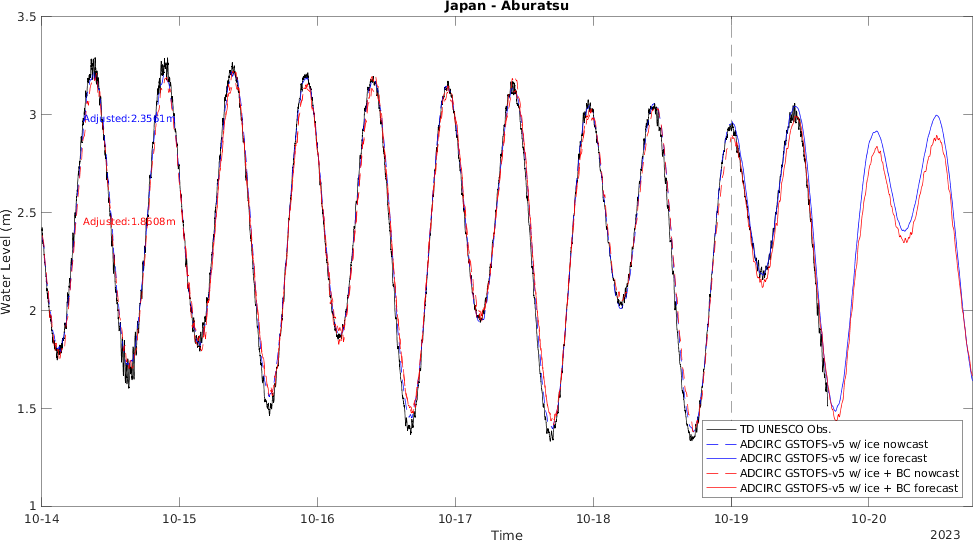 Japan - Aburatsu
3.5
3
2.5
2
1.5
1
Water Level (m)
Adjusted:2.3561m
Adjusted:1.8608m
TD UNESCO Obs.
ADCIRC GSTOFS-v5 w/ ice nowcast
ADCIRC GSTOFS-v5 w/ ice forecast
ADCIRC GSTOFS-v5 w/ ice + BC nowcast
ADCIRC GSTOFS-v5 w/ ice + BC forecast
10-14 10-15 10-16 10-17 10-18 10-19 10-20
Time
2023